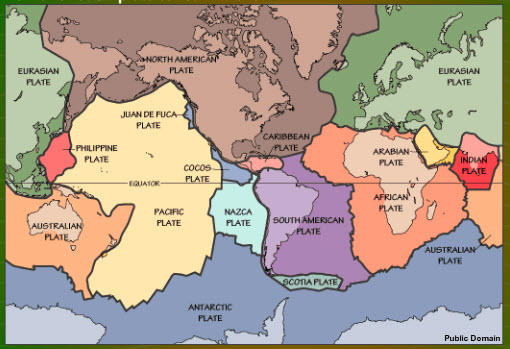 NORTH AMERICAN
PLATE
EURASIAN
PLATE
EURASIAN
PLATE
JUAN DE FUCA
PLATE
CARIBBEAN
PLATE
PHILIPPINE
PLATE
ARABIAN
PLATE
INDIAN
PLATE
COCOS
PLATE
EQUATOR
AFRICAN
PLATE
PACIFIC
PLATE
NAZCA
PLATE
SOUTH AMERICAN
PLATE
AUSTRALIAN
PLATE
AUSTRALIAN
PLATE
SCOTIA PLATE
ANTARCTIC
PLATE
Public Domain